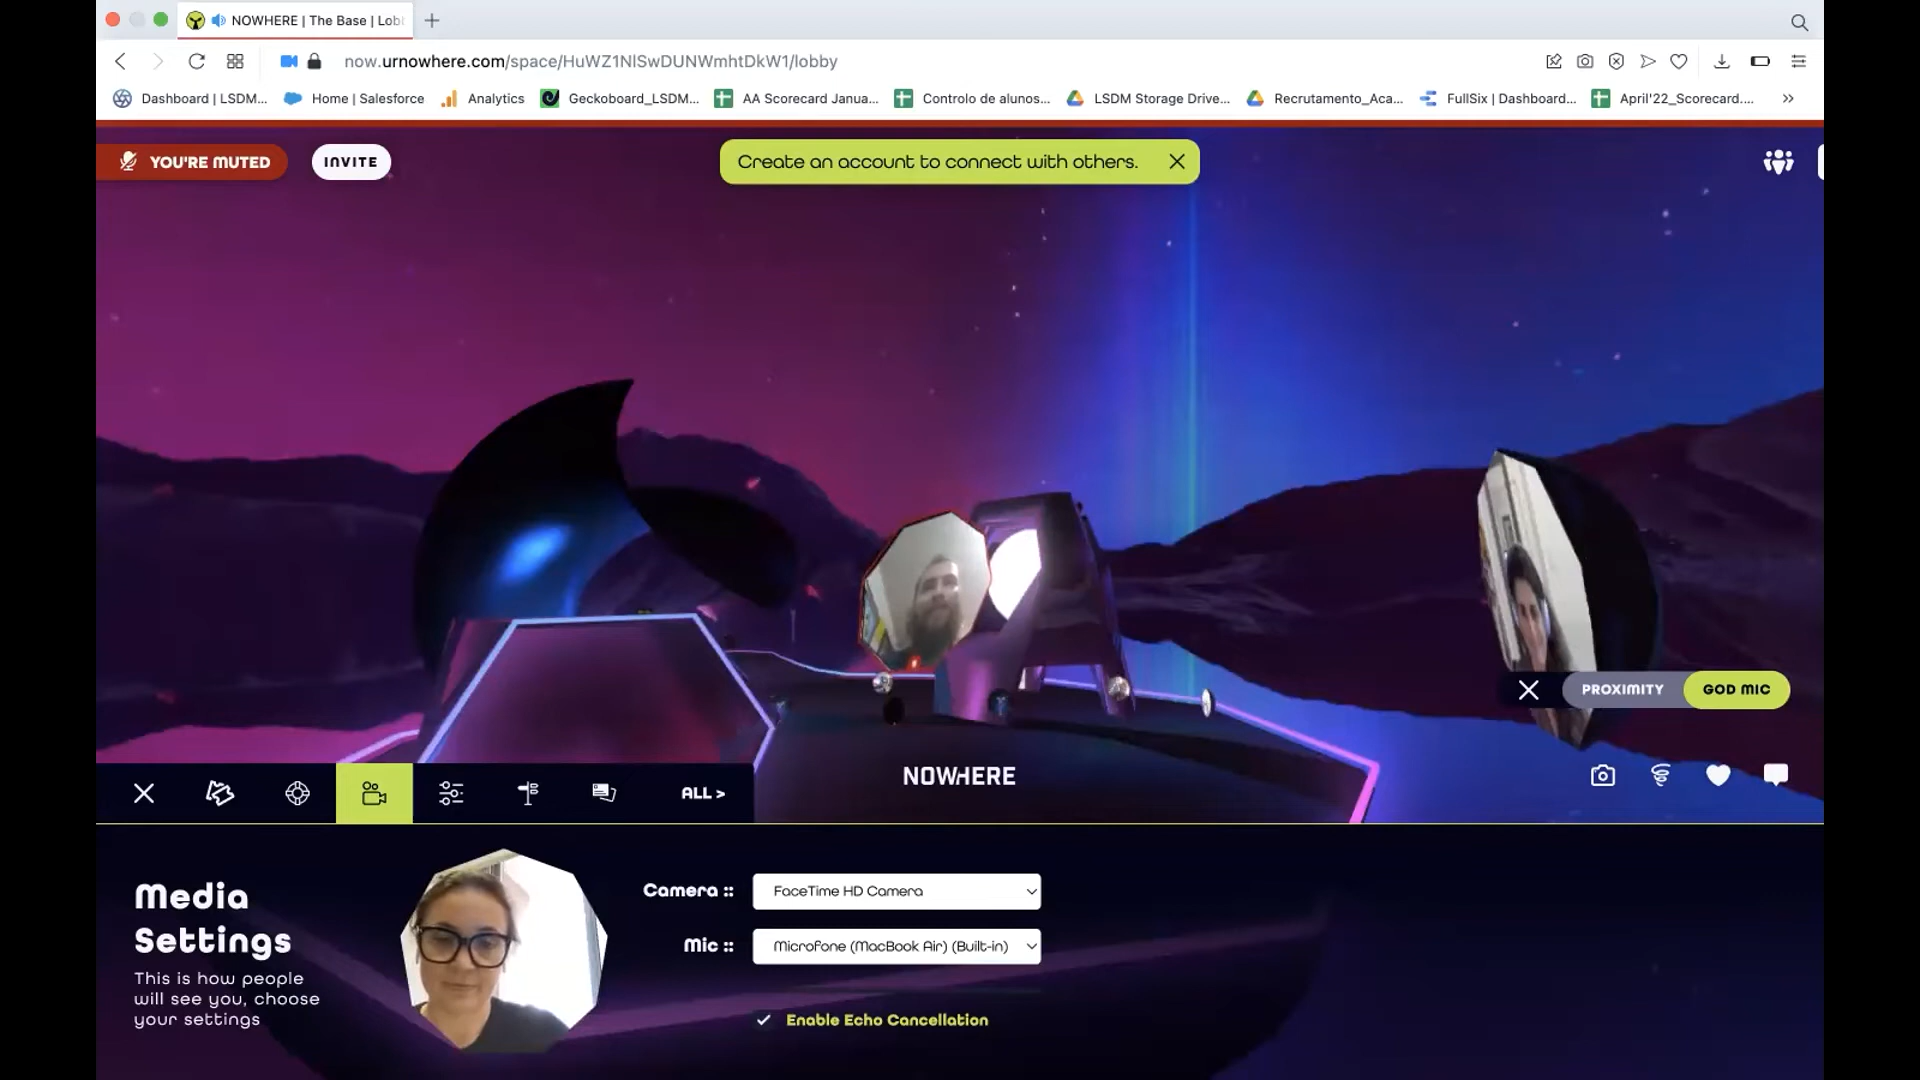 NOWHERE | The Base | Lobb
now.urnowhere.com/space/HuWZ1NlSwDUNWmhtDkW1/lobby
Dashboard | LSDM... Home | Salesforce Analytics Geckoboard_LSDM... AA Scorecard Janua... Controlo de alunos... LSDM Storage Drive... Recrutamento_Aca... FullSix | Dashboard... April'22_Scorecard....
YOU'RE MUTED
INVITE
Create an account to connect with others.
PROXIMITY
GOD MIC
NOWHERE
ALL >
Media
Settings
This is how people
will see you, choose
your settings
Camera ::
FaceTime HD Camera
Mic ::
Microfone (MacBook Air) (Built-in)
Enable Echo Cancellation